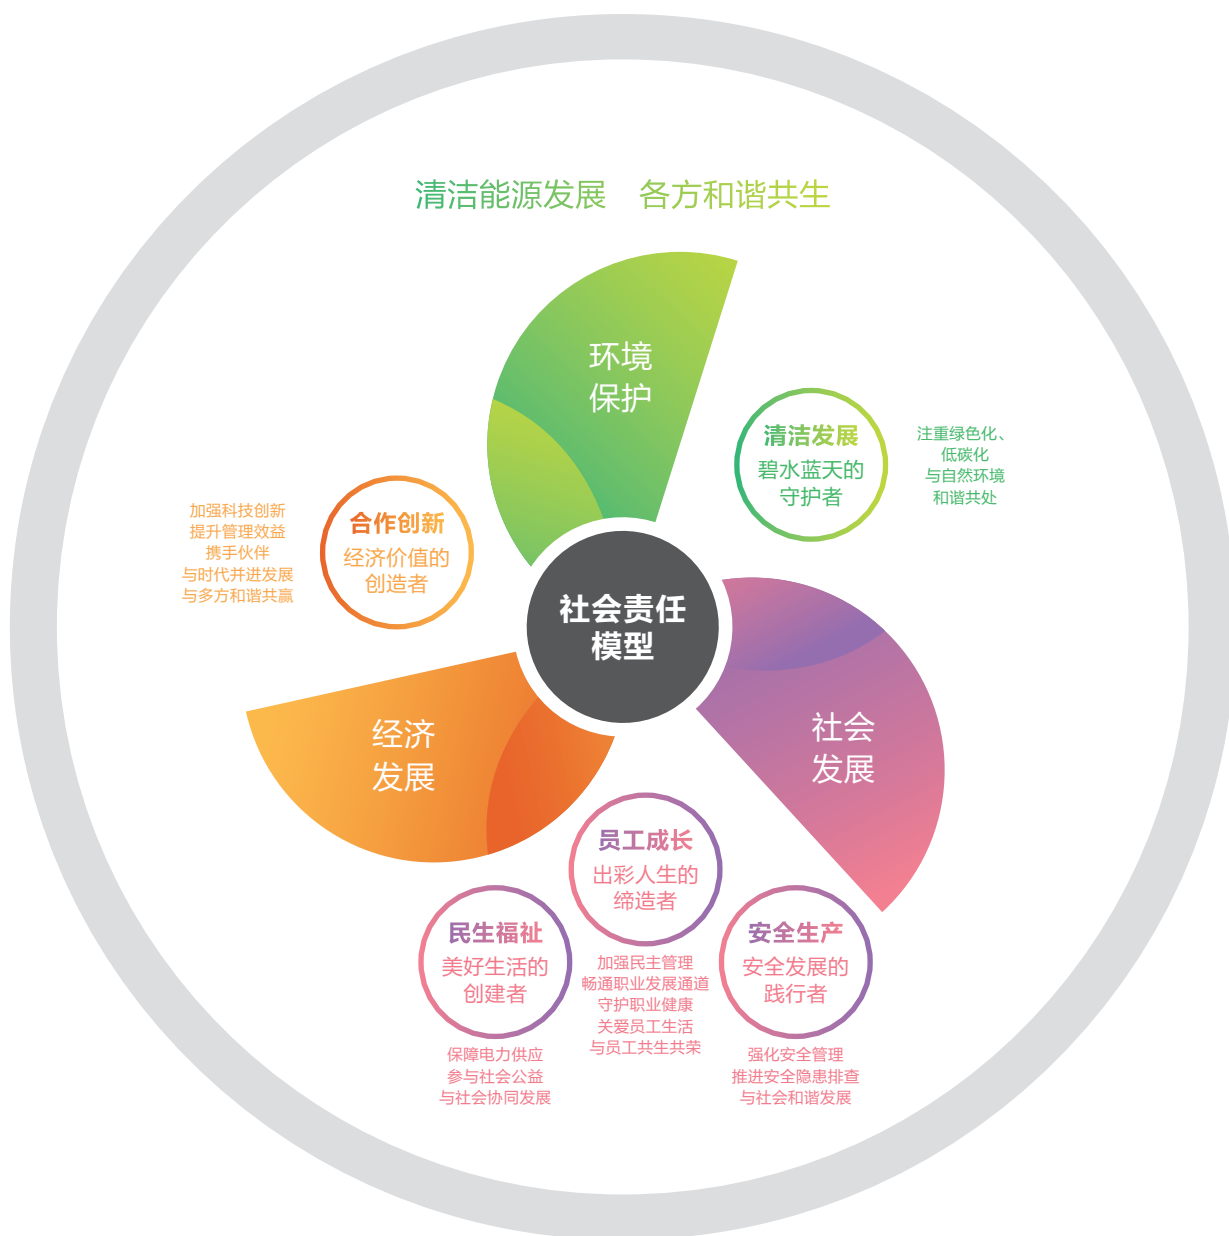 清洁能源发展　各方和谐共生
环境
保护
清洁发展
碧水蓝天的
守护者
注重绿色化、
低碳化
与自然环境
和谐共处
合作创新
经济价值的
创造者
加强科技创新
提升管理效益
携手伙伴
与时代并进发展
与多方和谐共赢
社会责任
模型
经济
发展
社会
发展
员工成长
出彩人生的
缔造者
加强民主管理
畅通职业发展通道
守护职业健康
关爱员工生活
与员工共生共荣
民生福祉
美好生活的
创建者
保障电力供应
参与社会公益
与社会协同发展
安全生产
安全发展的
践行者
强化安全管理
推进安全隐患排查
与社会和谐发展